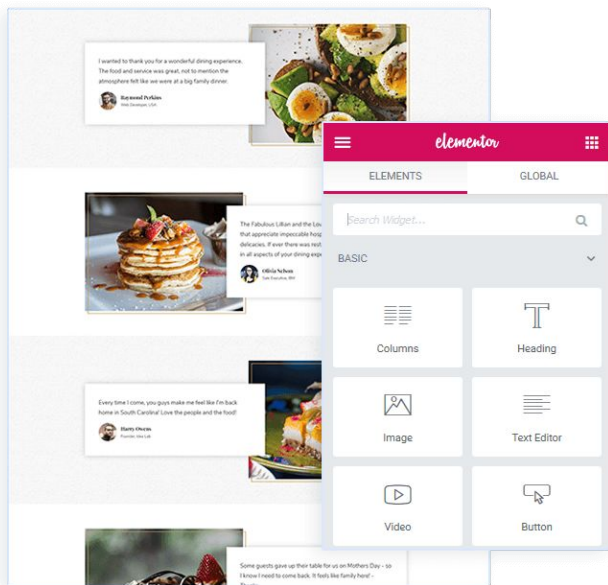 I wanted to thank you for a wonderful dining experience.
The food and service was great, not to mention the
atmosphere felt like we were at a big family dinner.
Raymond Perkins
Web Developer, USA
elementor
ELEMENTS
GLOBAL
Search Widget...
BASIC
Columns
Heading
Image
Text Editor
Video
Button
The Fabulous Lillian and the
that appreciate impeccable
delicacies. If ever there was
in all aspects of your dining
Olivia Nelson
Every time I come, you guys make me feel like I'm back
home in South Carolina! Love the people and the food!
Harry Owens
Some guests gave up their table for us on Mothers Day - so
I know I need to come back. It feels like family here! -